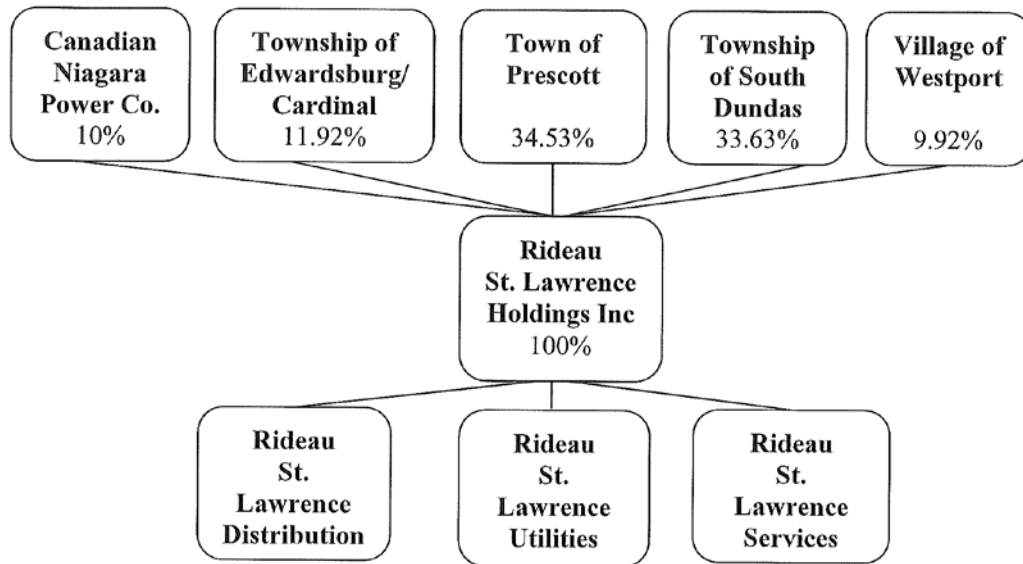 Canadian
Niagara
Power Co.
10%
Township of
Edwardsburg/
Cardinal
11.92%
Town of
Prescott
34.53%
Township
of South
Dundas
33.63%
Village of
Westport
9.92%
Rideau
St. Lawrence
Holdings Inc
100%
Rideau
St.
Lawrence
Distribution
Rideau
St.
Lawrence
Utilities
Rideau
St.
Lawrence
Services